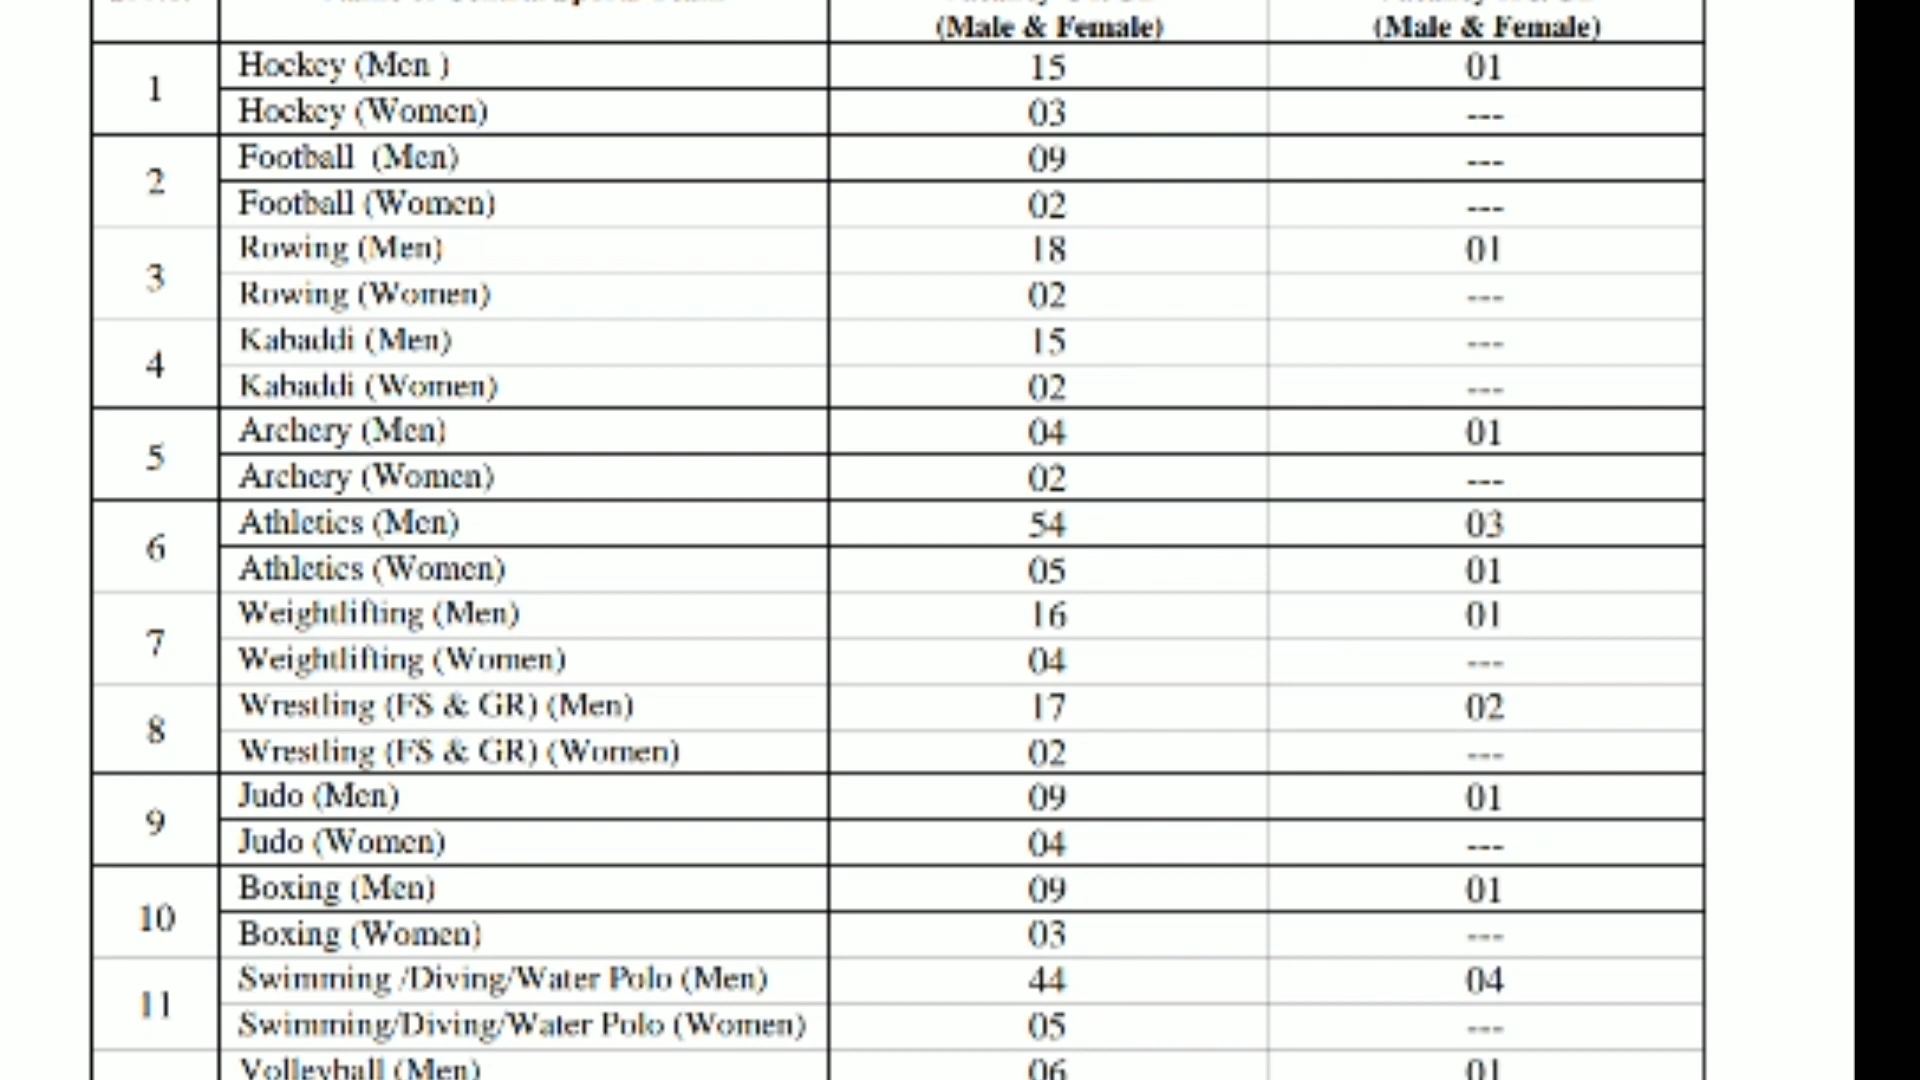 (Male & Female) (Male & Female)
1 Hockey (Men ) 15 01
Hockey (Women) 03 ---
2 Football (Men) 09 ---
Football (Women) 02 ---
3 Rowing (Men) 18 01
Rowing (Women) 02 ---
4 Kabaddi (Men) 15 ---
Kabaddi (Women) 02 ---
5 Archery (Men) 04 01
Archery (Women) 02 ---
6 Athletics (Men) 54 03
Athletics (Women) 05 01
7 Weightlifting (Men) 16 01
Weightlifting (Women) 04 ---
8 Wrestling (FS & GR) (Men) 17 02
Wrestling (FS & GR) (Women) 02 ---
9 Judo (Men) 09 01
Judo (Women) 04 ---
10 Boxing (Men) 09 01
Boxing (Women) 03 ---
11 Swimming /Diving/Water Polo (Men) 44 04
Swimming/Diving/Water Polo (Women) 05 ---
Volleyball (Men) 06 01